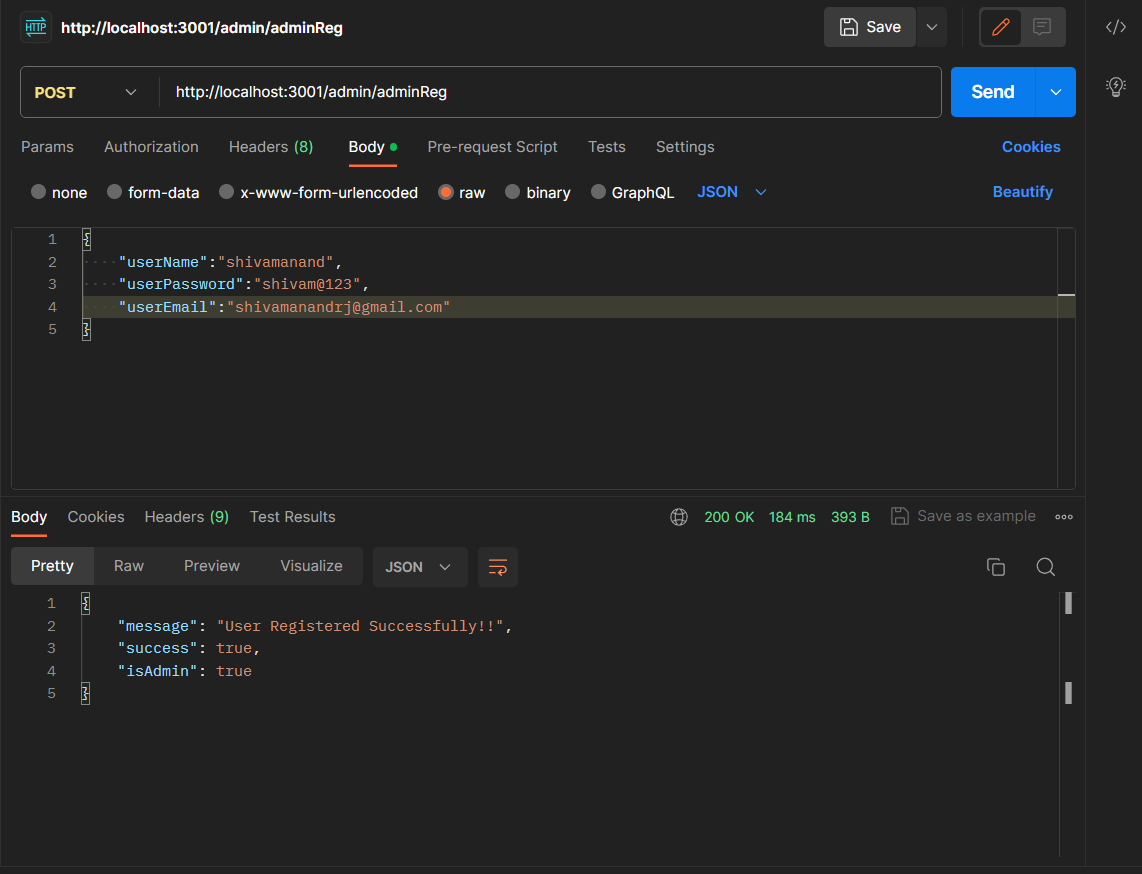 HTTP http://localhost:3001/admin/adminReg Save
POST http://localhost:3001/admin/adminReg Send
Params Authorization Headers (8) Body Pre-request Script Tests Settings Cookies
none form-data x-www-form-urlencoded raw binary GraphQL JSON Beautify
1 {
2 ····"userName":"shivamanand",
3 ····"userPassword":"shivam@123",
4 ····"userEmail":"shivamanandrj@gmail.com"
5 }
Body Cookies Headers (9) Test Results 200 OK 184 ms 393 B Save as example
Pretty Raw Preview Visualize JSON
1 {
2 "message": "User Registered Successfully!!",
3 "success": true,
4 "isAdmin": true
5 }